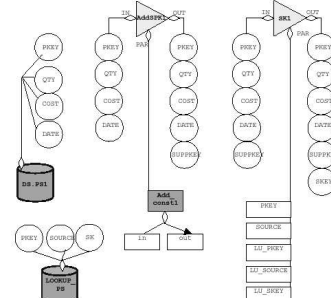 IN AddSPK1 OUT
PAR
IN SK1 OUT
PAR
PKEY PKEY PKEY PKEY PKEY
QTY QTY QTY QTY QTY
COST COST COST COST COST
DATE DATE DATE DATE DATE
SUPPKEY SUPPKEY SUPPK
SKEY
DS.PS1
Add_
const1
in out
PKEY SOURCE SK
LOOKUP_
PS
PKEY
SOURCE
LU_PKEY
LU_SOURCE
LU_SKEY